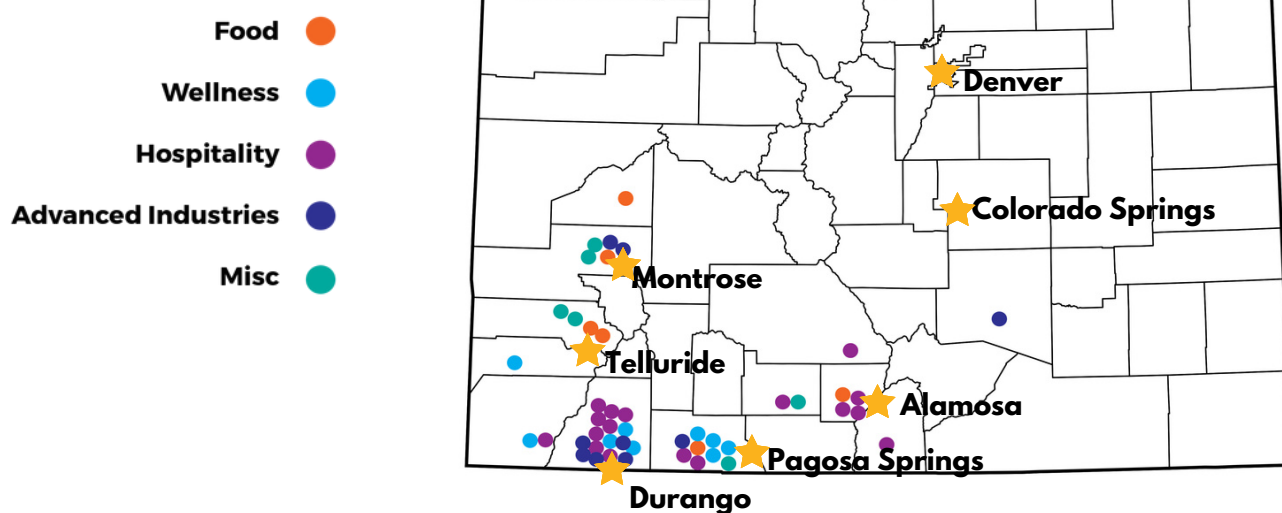 Food
Wellness
Hospitality
Advanced Industries
Misc
Denver
Colorado Springs
Montrose
Telluride
Alamosa
Pagosa Springs
Durango